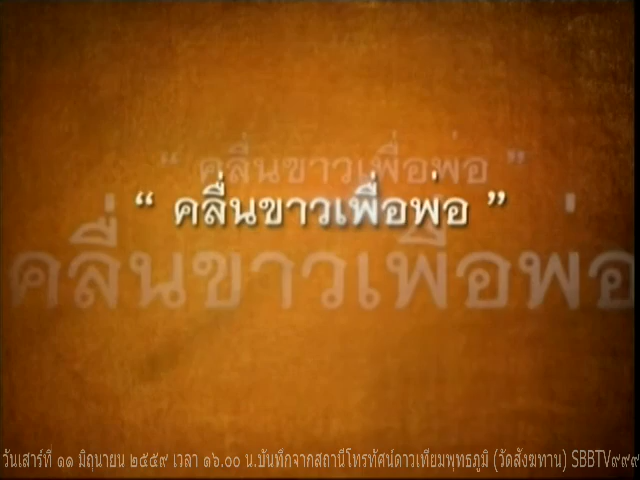 “ คลื่นขาวเพื่อพ่อ ”
“ คลื่นขาวเพื่อพ่อ ”
คลื่นขาวเพื่อพ่อ
วันเสาร์ที่ ๑๑ มิถุนายน ๒๕๕๙ เวลา ๑๖.๐๐ น.บันทึกจากสถานีโทรทัศน์ดาวเทียมพุทธภูมิ (วัดสังฆทาน) SBBTV๙๙๙